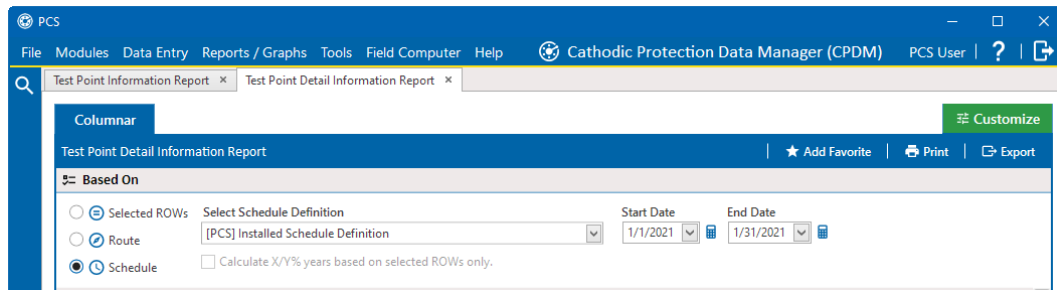 PCS
File Modules Data Entry Reports / Graphs Tools Field Computer Help Cathodic Protection Data Manager (CPDM) PCS User | ? |
Test Point Information Report × Test Point Detail Information Report ×
Columnar Customize
Test Point Detail Information Report | Add Favorite | Print | Export
Based On
Selected ROWs Select Schedule Definition Start Date End Date
Route [PCS] Installed Schedule Definition 1/1/2021 1/31/2021
Schedule Calculate X/Y% years based on selected ROWs only.